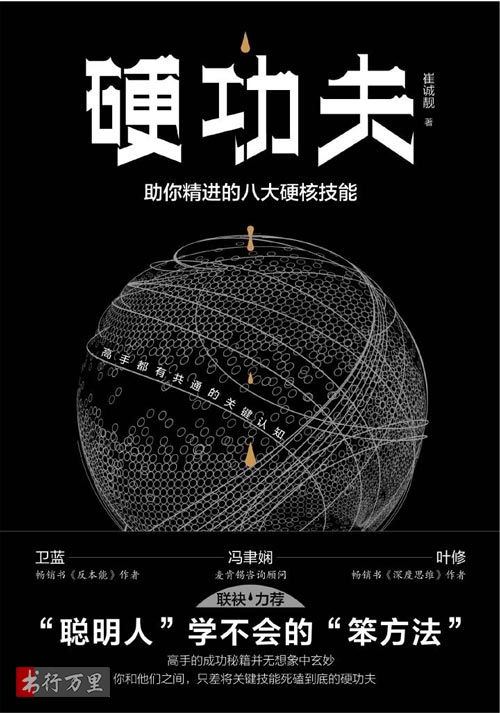 硬功夫
崔诚靓 著
助你精进的八大硬核技能
高手都有共通的关键认知
卫蓝 冯聿娴 叶修
畅销书《反本能》作者 麦肯锡咨询顾问 畅销书《深度思维》作者
联袂 力荐
“聪明人”学不会的“笨方法”
高手的成功秘籍并无想象中玄妙
你和他们之间，只差将关键技能死磕到底的硬功夫
书行万里